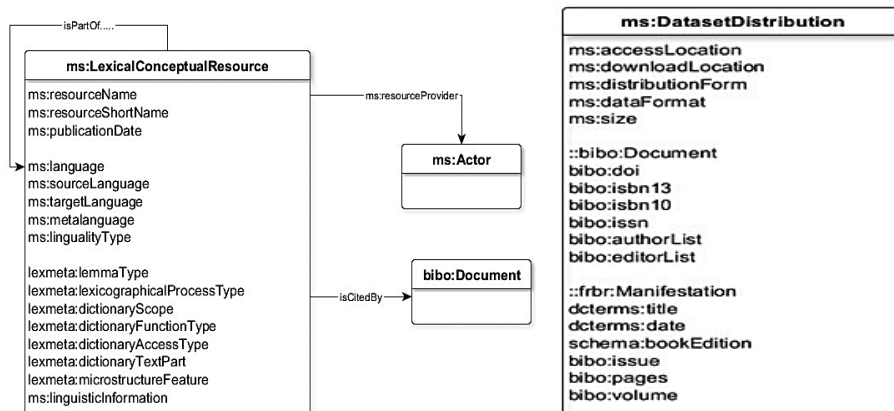 isPartOf.....
ms:LexicalConceptualResource
ms:resourceName
ms:resourceShortName
ms:publicationDate
ms:language
ms:sourceLanguage
ms:targetLanguage
ms:metalanguage
ms:lingualityType
lexmeta:lemmaType
lexmeta:lexicographicalProcessType
lexmeta:dictionaryScope
lexmeta:dictionaryFunctionType
lexmeta:dictionaryAccessType
lexmeta:dictionaryTextPart
lexmeta:microstructureFeature
ms:linguisticInformation
ms:resourceProvider
ms:Actor
isCitedBy
bibo:Document
ms:DatasetDistribution
ms:accessLocation
ms:downloadLocation
ms:distributionForm
ms:dataFormat
ms:size
::bibo:Document
bibo:doi
bibo:isbn13
bibo:isbn10
bibo:issn
bibo:authorList
bibo:editorList
::frbr:Manifestation
dcterms:title
dcterms:date
schema:bookEdition
bibo:issue
bibo:pages
bibo:volume